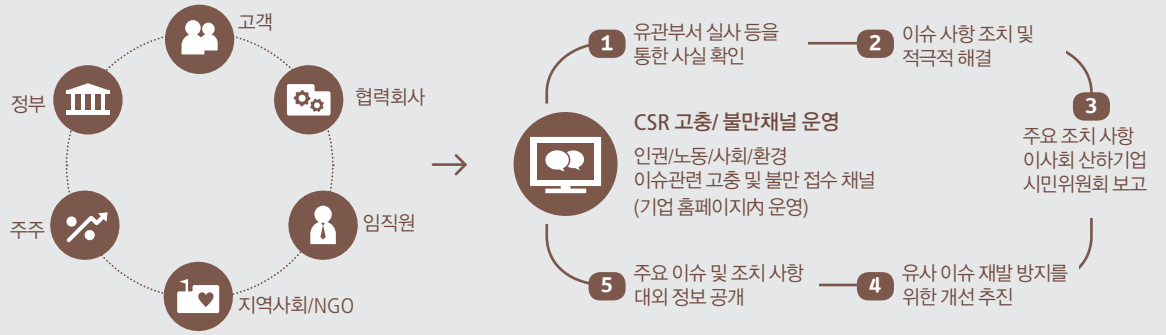 고객
협력회사
임직원
지역사회/NGO
주주
정부
CSR 고충/ 불만채널 운영
인권/노동/사회/환경
이슈관련 고충 및 불만 접수 채널
(기업 홈페이지内 운영)
1
유관부서 실사 등을
통한 사실 확인
2
이슈 사항 조치 및
적극적 해결
3
주요 조치 사항
이사회 산하기업
시민위원회 보고
4
유사 이슈 재발 방지를
위한 개선 추진
5
주요 이슈 및 조치 사항
대외 정보 공개